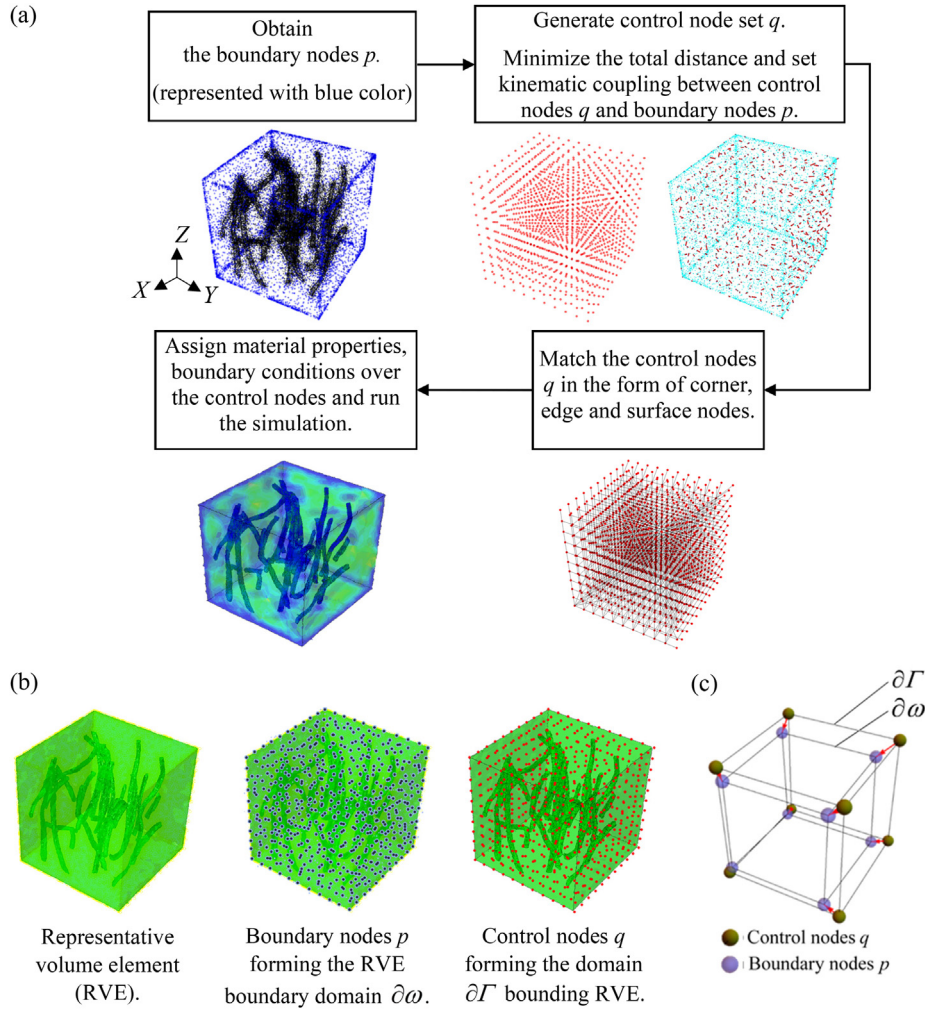 (a)
Obtain
the boundary nodes p.
(represented with blue color)
Generate control node set q.
Minimize the total distance and set
kinematic coupling between control
nodes q and boundary nodes p.
Z
X
Y
Assign material properties,
boundary conditions over
the control nodes and run
the simulation.
Match the control nodes
q in the form of corner,
edge and surface nodes.
(b)
Representative
volume element
(RVE).
Boundary nodes p
forming the RVE
boundary domain ∂ω.
Control nodes q
forming the domain
∂Γ bounding RVE.
(c)
∂Γ
∂ω
Control nodes q
Boundary nodes p